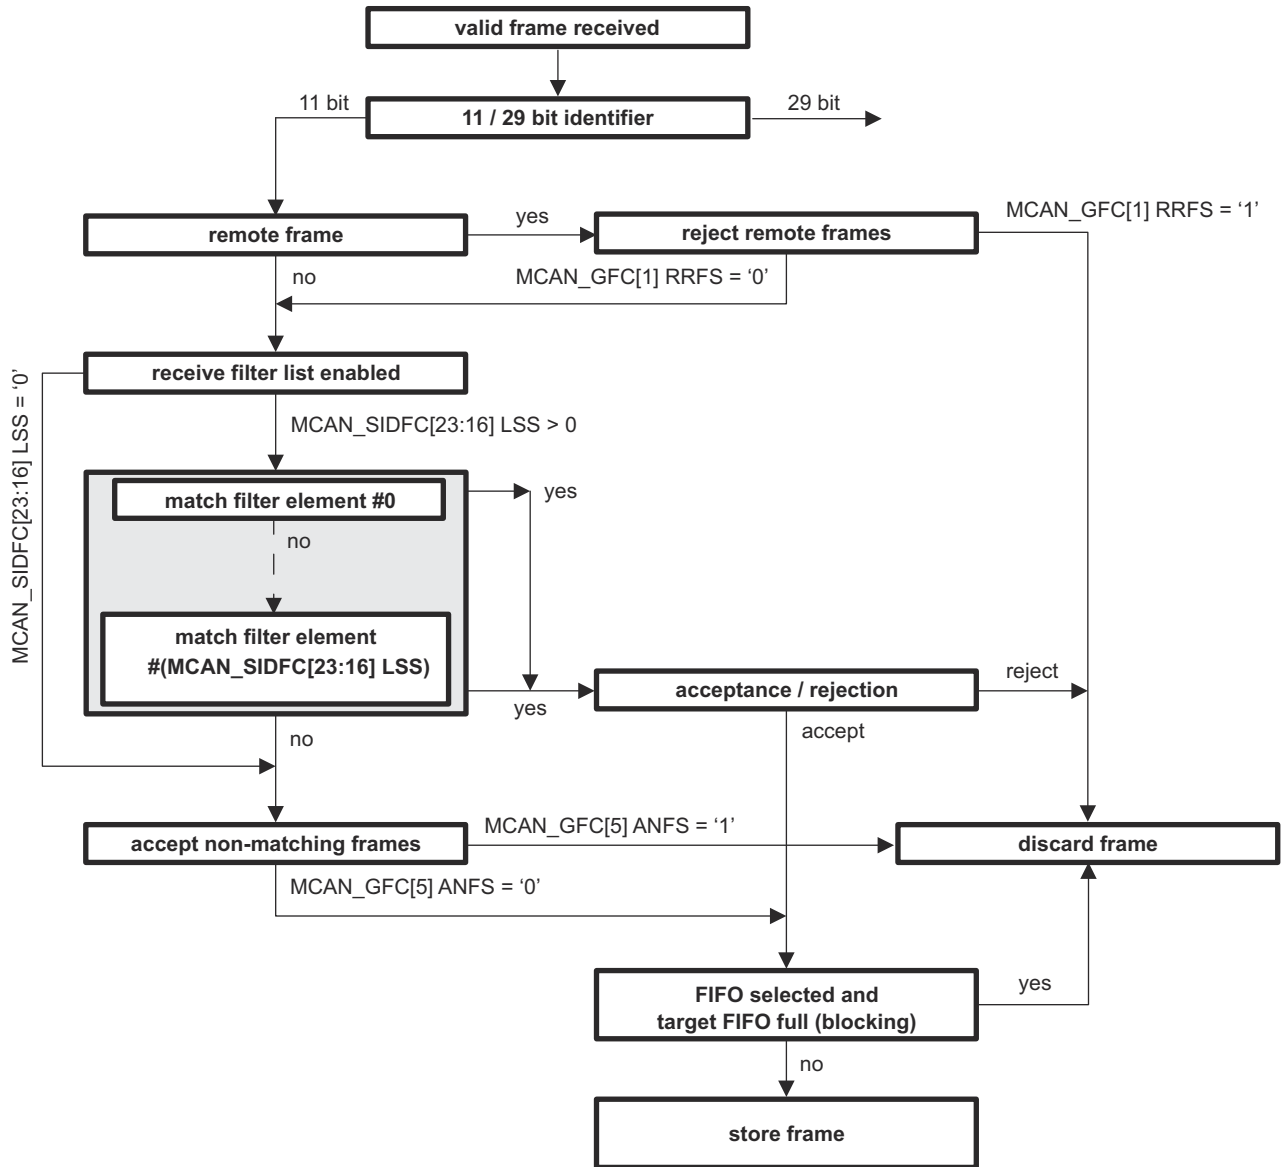 valid frame received
11 bit
11 / 29 bit identifier
29 bit
remote frame
yes
reject remote frames
MCAN_GFC[1] RRFS = ‘1’
no
MCAN_GFC[1] RRFS = ‘0’
receive filter list enabled
MCAN_SIDFC[23:16] LSS = ‘0’
MCAN_SIDFC[23:16] LSS > 0
match filter element #0
yes
no
match filter element
#(MCAN_SIDFC[23:16] LSS)
yes
acceptance / rejection
reject
no
accept
accept non-matching frames
MCAN_GFC[5] ANFS = ‘1’
discard frame
MCAN_GFC[5] ANFS = ‘0’
FIFO selected and
target FIFO full (blocking)
yes
no
store frame